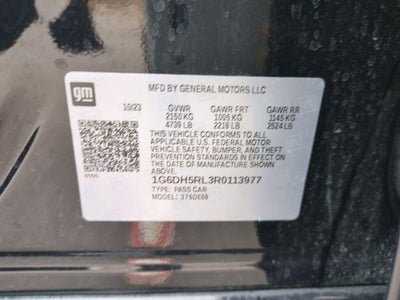 gm
MFD BY GENERAL MOTORS LLC
10/23 GVWR GAWR FRT GAWR RR
2150 KG 1005 KG 1145 KG
4739 LB 2216 LB 2524 LB
THIS VEHICLE CONFORMS TO ALL
APPLICABLE U.S. FEDERAL MOTOR
VEHICLE SAFETY, BUMPER, AND THEFT
PREVENTION STANDARDS IN EFFECT ON THE
DATE OF MANUFACTURE SHOWN
ABOVE.
1G6DH5RL3R0113977
TYPE: PASS CAR
MODEL: 376DE69